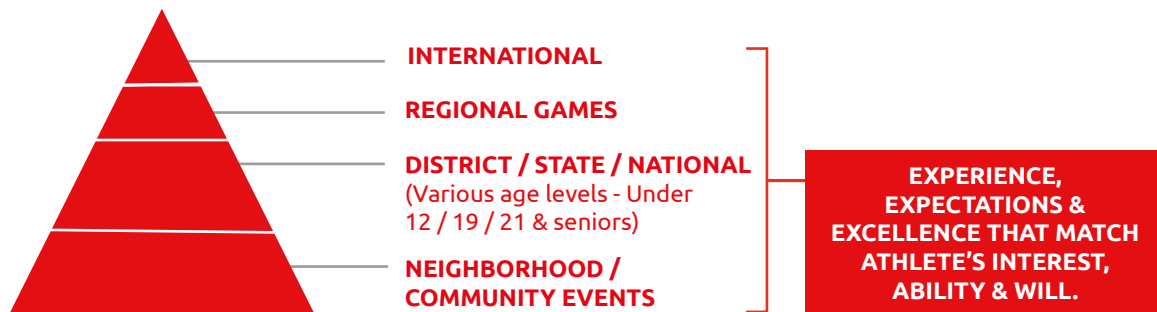 INTERNATIONAL
REGIONAL GAMES
DISTRICT / STATE / NATIONAL
(Various age levels - Under
12 / 19 / 21 & seniors)
NEIGHBORHOOD /
COMMUNITY EVENTS
EXPERIENCE,
EXPECTATIONS &
EXCELLENCE THAT MATCH
ATHLETE’S INTEREST,
ABILITY & WILL.